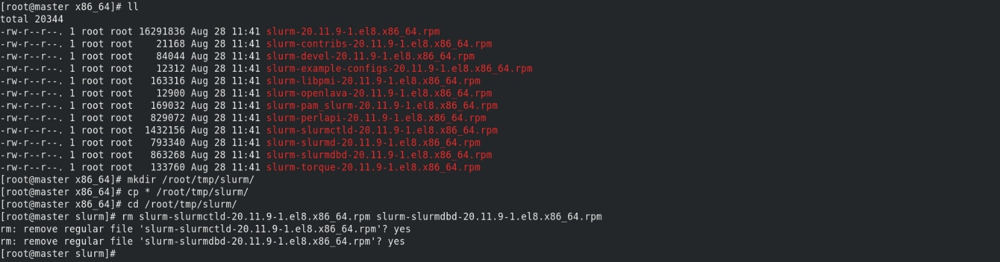 [root@master x86_64]# ll
total 20344
-rw-r--r--. 1 root root 16291836 Aug 28 11:41 slurm-20.11.9-1.el8.x86_64.rpm
-rw-r--r--. 1 root root    21168 Aug 28 11:41 slurm-contribs-20.11.9-1.el8.x86_64.rpm
-rw-r--r--. 1 root root    84044 Aug 28 11:41 slurm-devel-20.11.9-1.el8.x86_64.rpm
-rw-r--r--. 1 root root    12312 Aug 28 11:41 slurm-example-configs-20.11.9-1.el8.x86_64.rpm
-rw-r--r--. 1 root root   163316 Aug 28 11:41 slurm-libpmi-20.11.9-1.el8.x86_64.rpm
-rw-r--r--. 1 root root    12900 Aug 28 11:41 slurm-openlava-20.11.9-1.el8.x86_64.rpm
-rw-r--r--. 1 root root   169032 Aug 28 11:41 slurm-pam_slurm-20.11.9-1.el8.x86_64.rpm
-rw-r--r--. 1 root root   829072 Aug 28 11:41 slurm-perlapi-20.11.9-1.el8.x86_64.rpm
-rw-r--r--. 1 root root  1432156 Aug 28 11:41 slurm-slurmctld-20.11.9-1.el8.x86_64.rpm
-rw-r--r--. 1 root root   793340 Aug 28 11:41 slurm-slurmd-20.11.9-1.el8.x86_64.rpm
-rw-r--r--. 1 root root   863268 Aug 28 11:41 slurm-slurmdbd-20.11.9-1.el8.x86_64.rpm
-rw-r--r--. 1 root root   133760 Aug 28 11:41 slurm-torque-20.11.9-1.el8.x86_64.rpm
[root@master x86_64]# mkdir /root/tmp/slurm/
[root@master x86_64]# cp * /root/tmp/slurm/
[root@master x86_64]# cd /root/tmp/slurm/
[root@master slurm]# rm slurm-slurmctld-20.11.9-1.el8.x86_64.rpm slurm-slurmdbd-20.11.9-1.el8.x86_64.rpm
rm: remove regular file 'slurm-slurmctld-20.11.9-1.el8.x86_64.rpm'? yes
rm: remove regular file 'slurm-slurmdbd-20.11.9-1.el8.x86_64.rpm'? yes
[root@master slurm]#